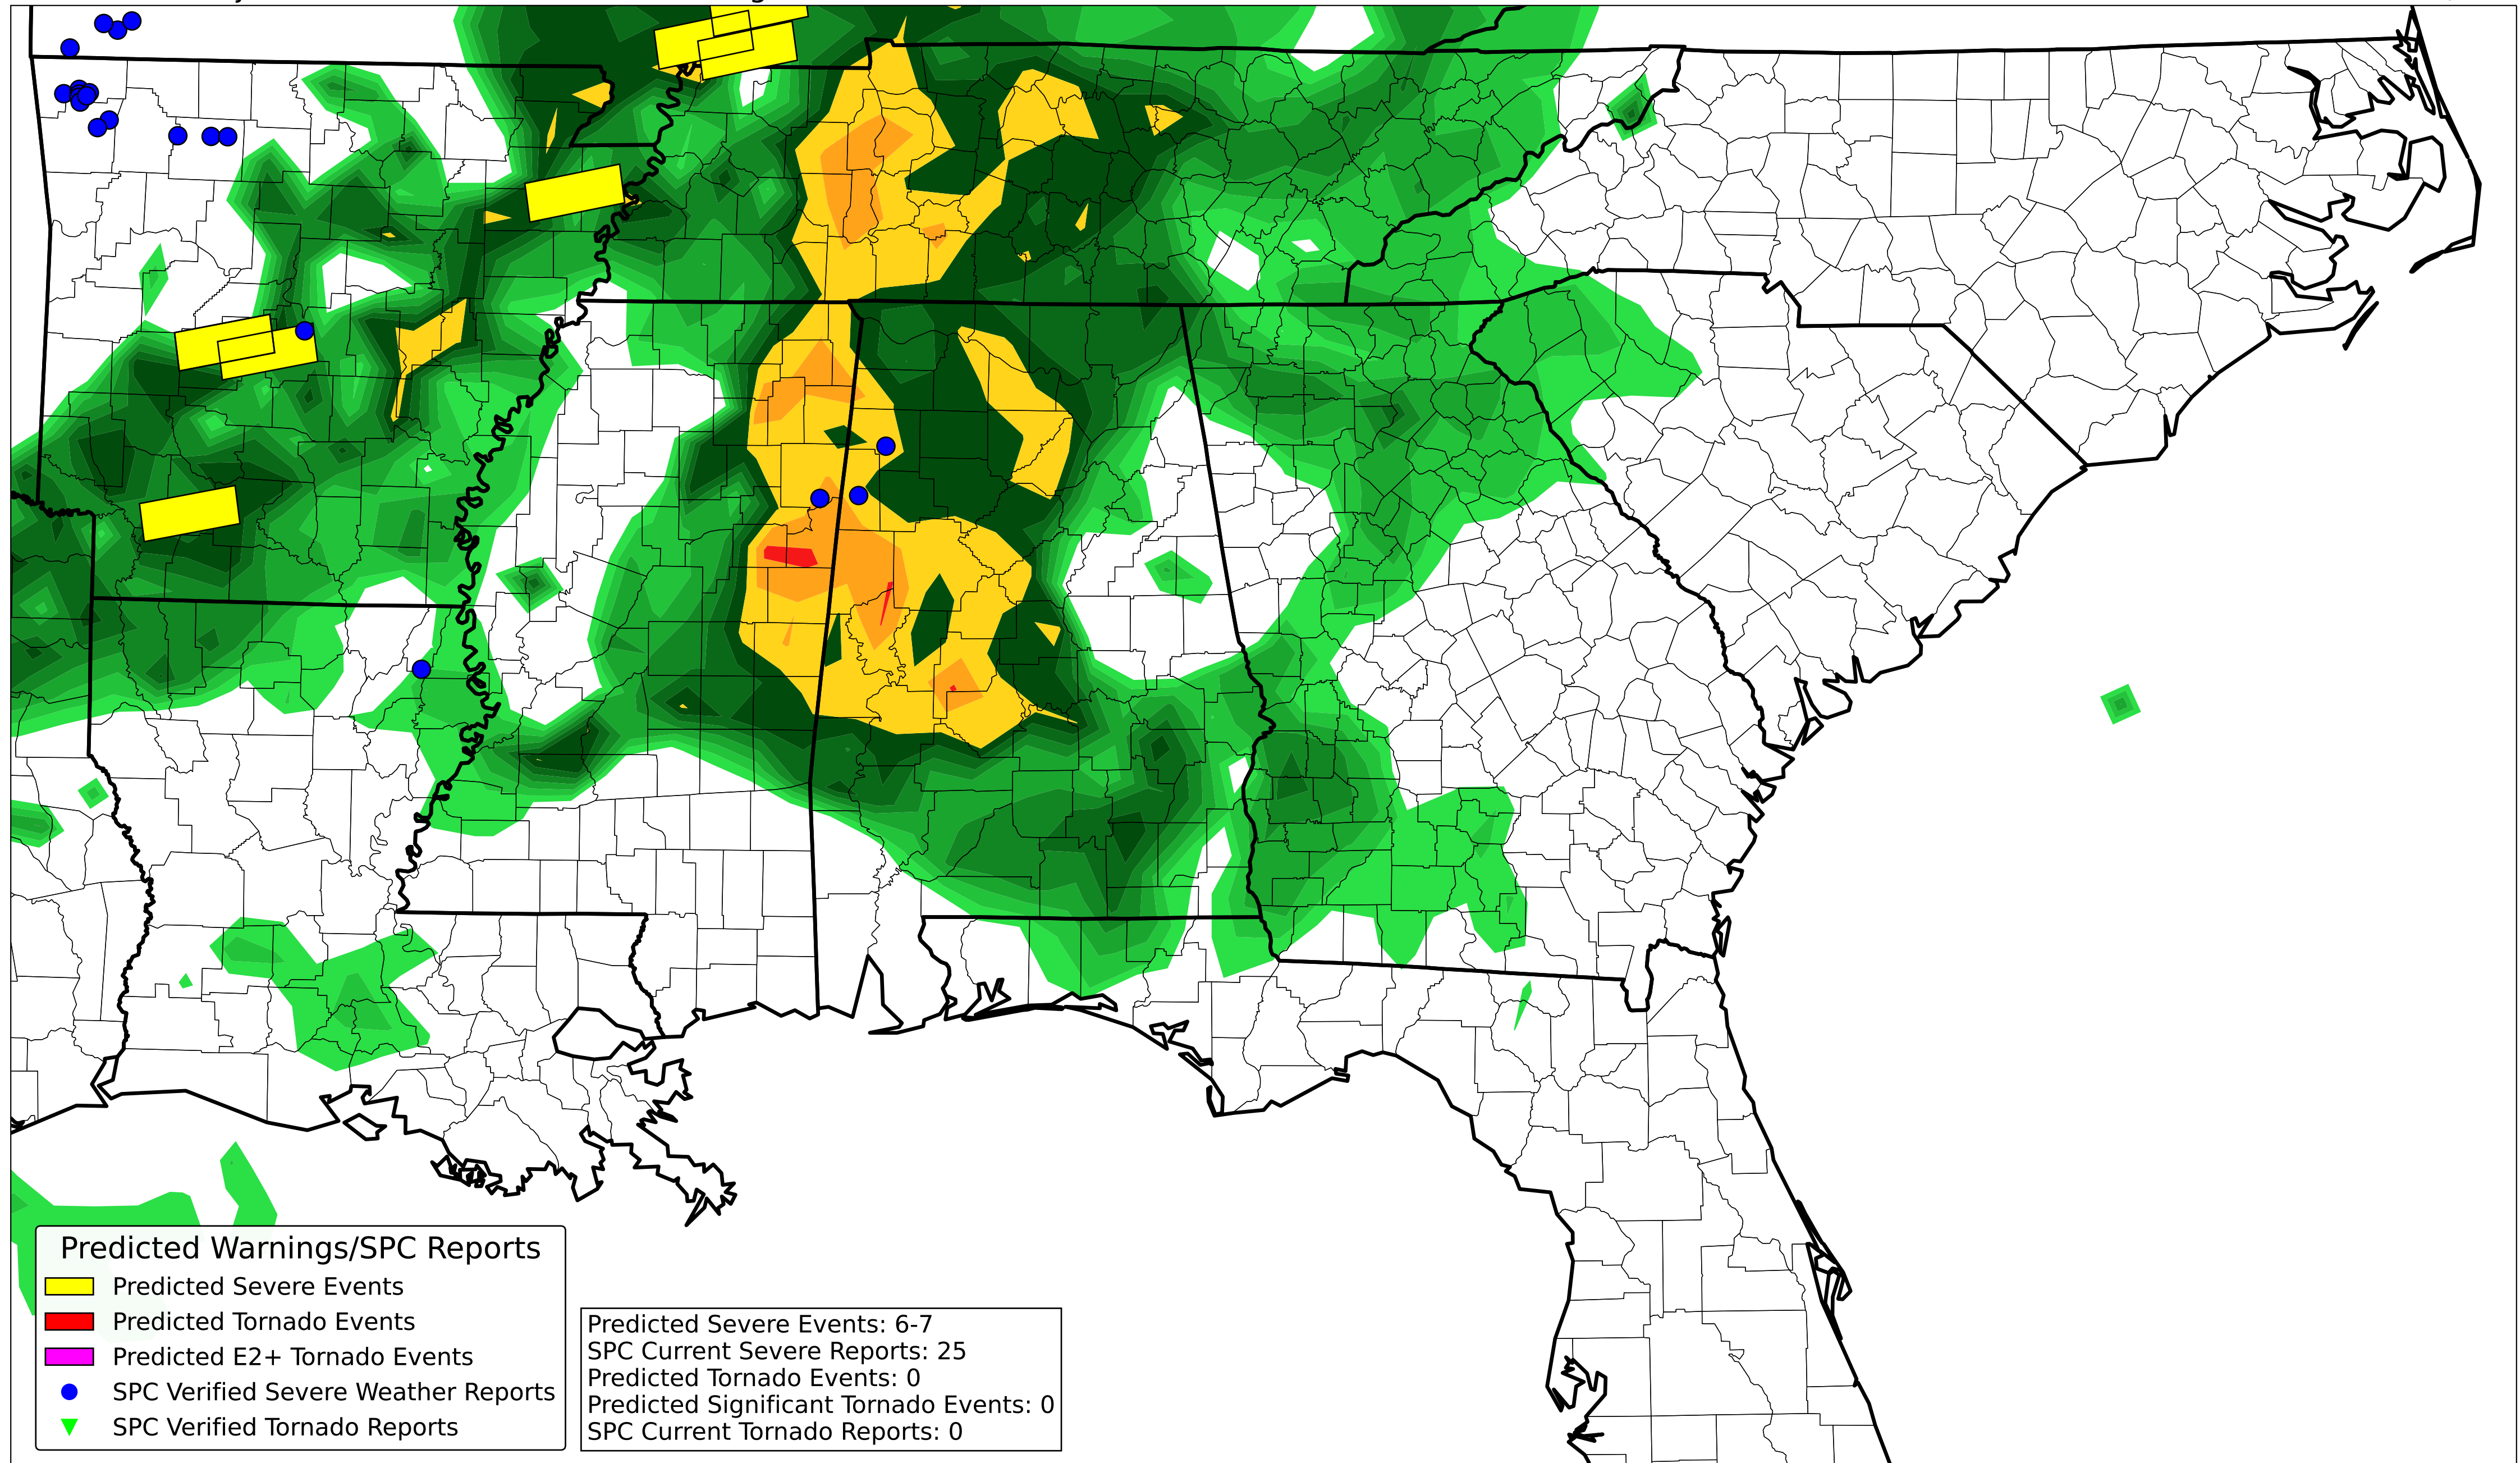 Predicted Warnings/SPC Reports
Predicted Severe Events
Predicted Tornado Events
Predicted E2+ Tornado Events
SPC Verified Severe Weather Reports
SPC Verified Tornado Reports
Predicted Severe Events: 6-7
SPC Current Severe Reports: 25
Predicted Tornado Events: 0
Predicted Significant Tornado Events: 0
SPC Current Tornado Reports: 0